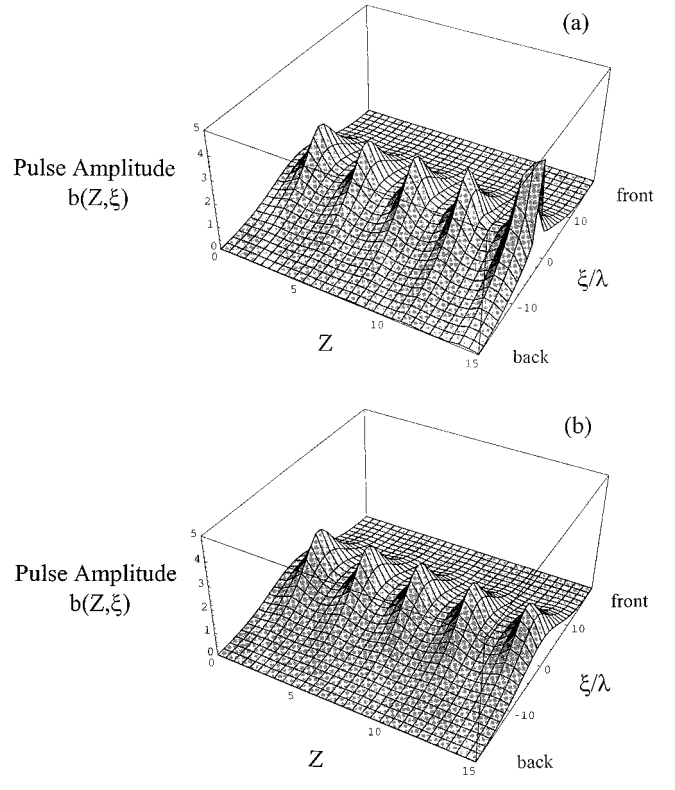 (a)
5
4
3
2
1
0
Pulse Amplitude
b(Z,ξ)
0
5
10
15
Z
front
10
0
-10
ξ/λ
back
(b)
5
4
3
2
1
0
Pulse Amplitude
b(Z,ξ)
0
5
10
15
Z
front
10
0
-10
ξ/λ
back